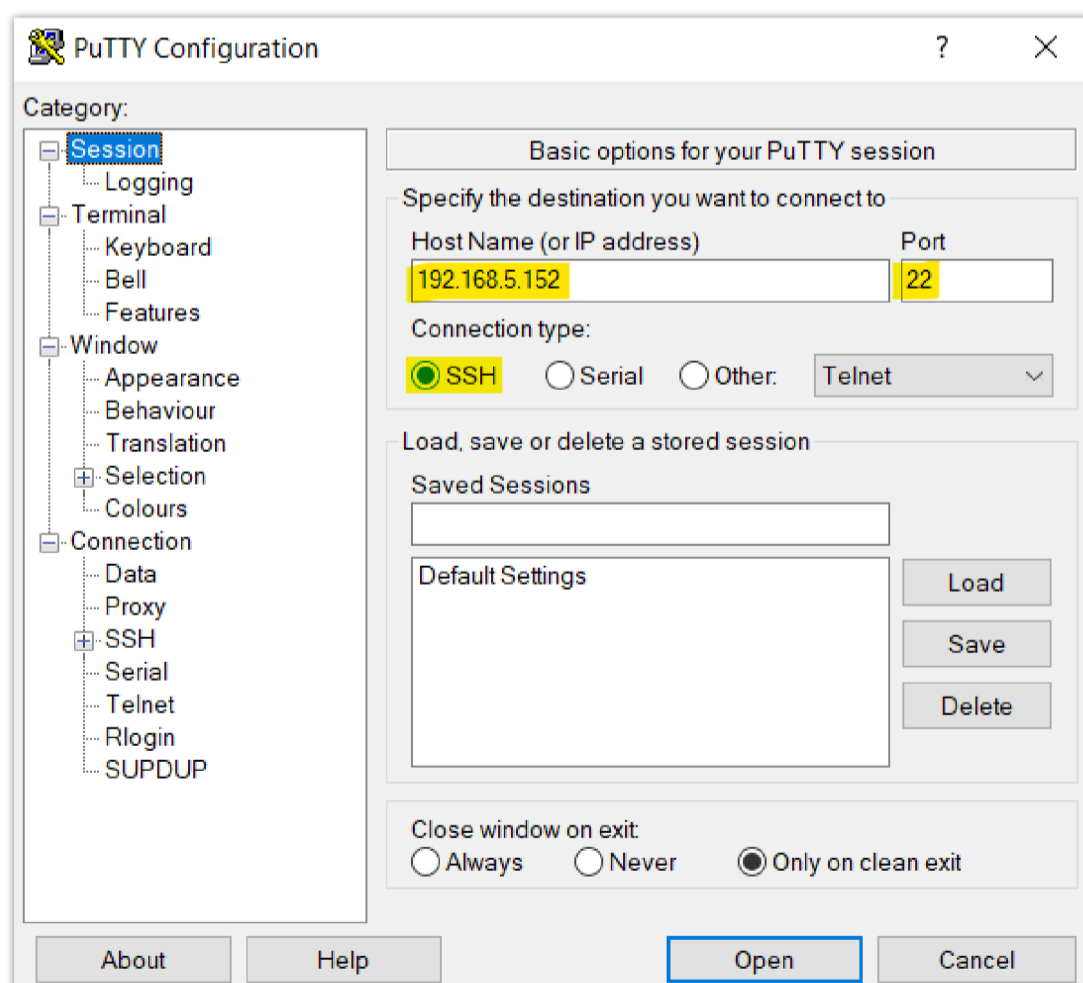 PuTTY Configuration ?
Category:
Session
Logging
Terminal
Keyboard
Bell
Features
Window
Appearance
Behaviour
Translation
Selection
Colours
Connection
Data
Proxy
SSH
Serial
Telnet
Rlogin
SUPDUP
Basic options for your PuTTY session
Specify the destination you want to connect to
Host Name (or IP address) Port
192.168.5.152 22
Connection type:
SSH Serial Other: Telnet
Load, save or delete a stored session
Saved Sessions
Default Settings
Load
Save
Delete
Close window on exit:
Always Never Only on clean exit
About Help Open Cancel